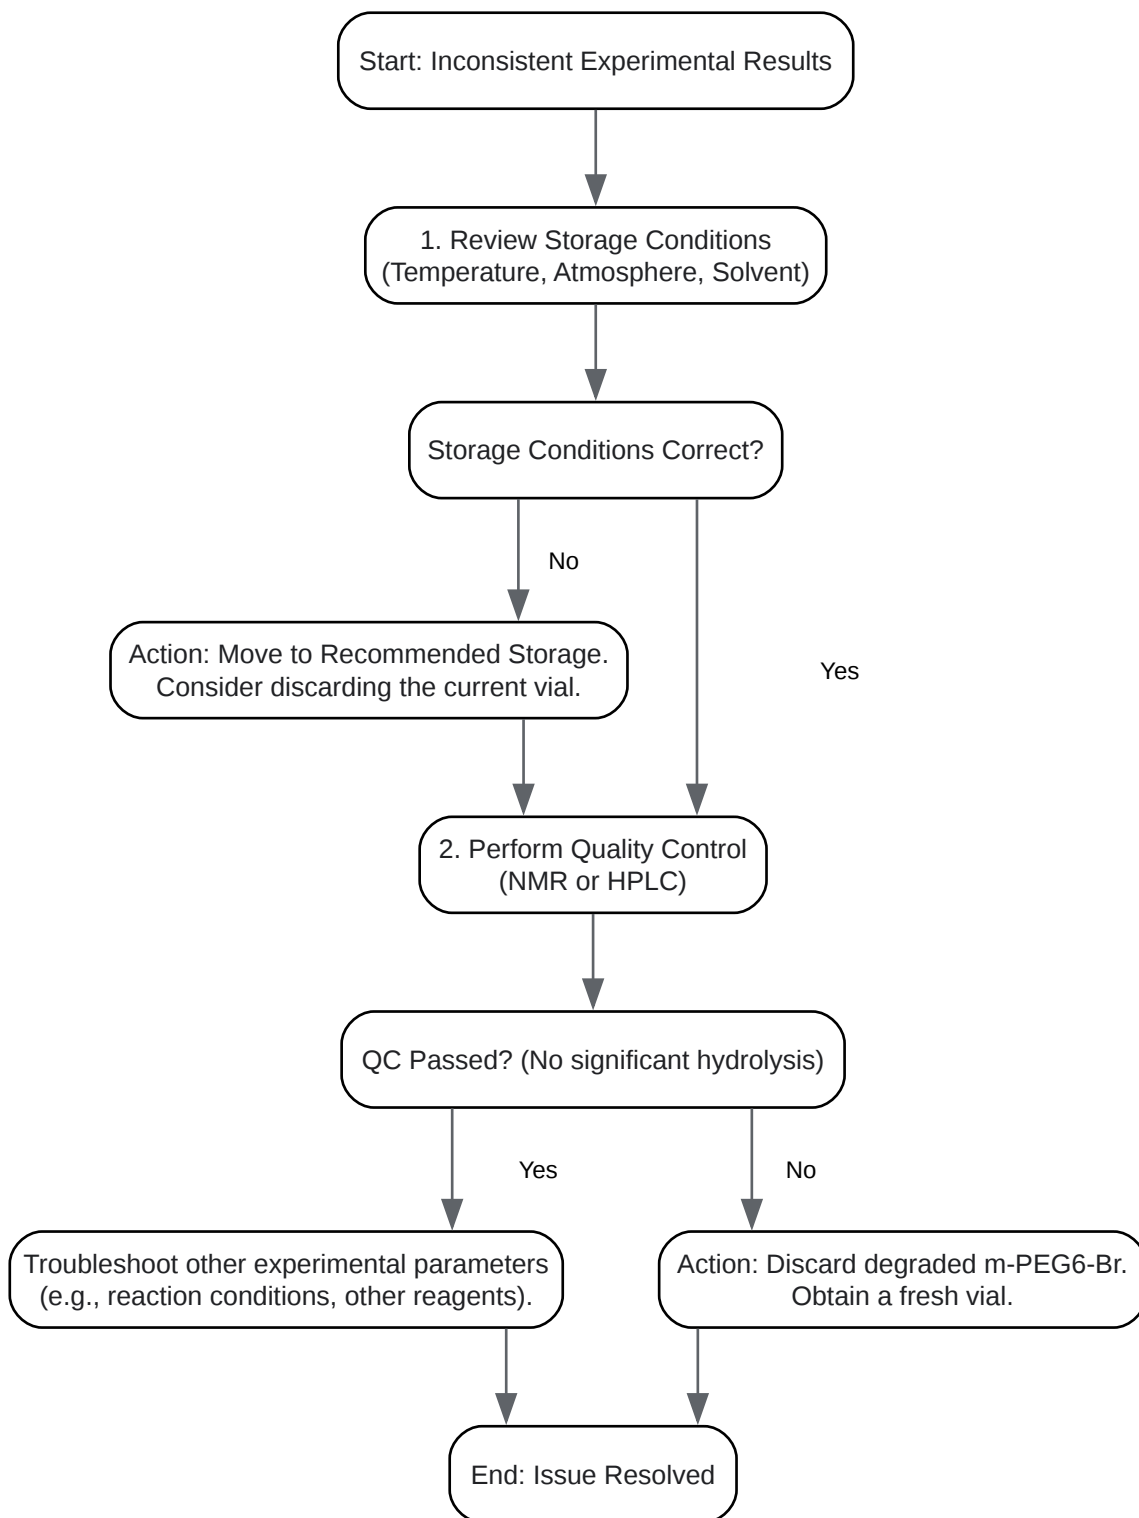 Start: Inconsistent Experimental Results
1. Review Storage Conditions
(Temperature, Atmosphere, Solvent)
Storage Conditions Correct?
No
Action: Move to Recommended Storage.
Consider discarding the current vial.
Yes
2. Perform Quality Control
(NMR or HPLC)
QC Passed? (No significant hydrolysis)
Yes
No
Troubleshoot other experimental parameters
(e.g., reaction conditions, other reagents).
Action: Discard degraded m-PEG6-Br.
Obtain a fresh vial.
End: Issue Resolved